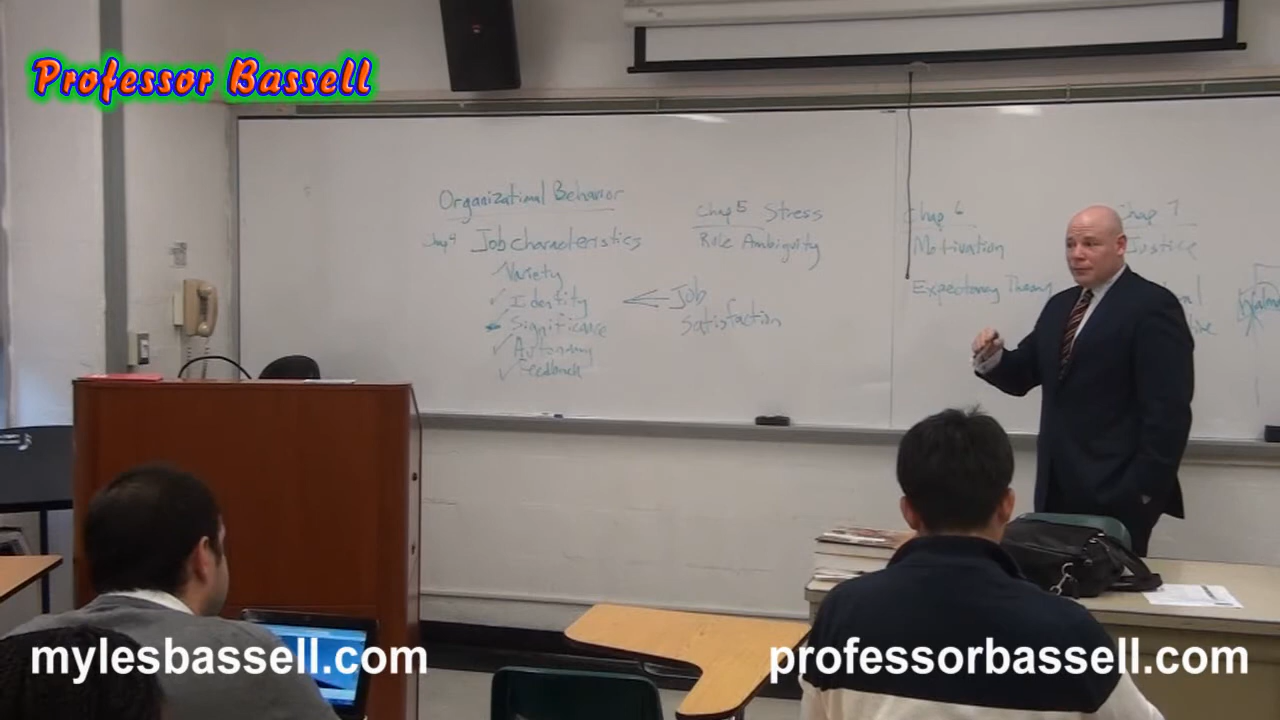 Professor Bassell
Organizational Behavior
Chap 4 Job characteristics
Variety
Identity
Significance
Autonomy
Feedback
Job
Satisfaction
Chap 5 Stress
Role Ambiguity
Chap 6
Motivation
Expectancy Theory
Chap 7
Justice
mylesbassell.com
professorbassell.com